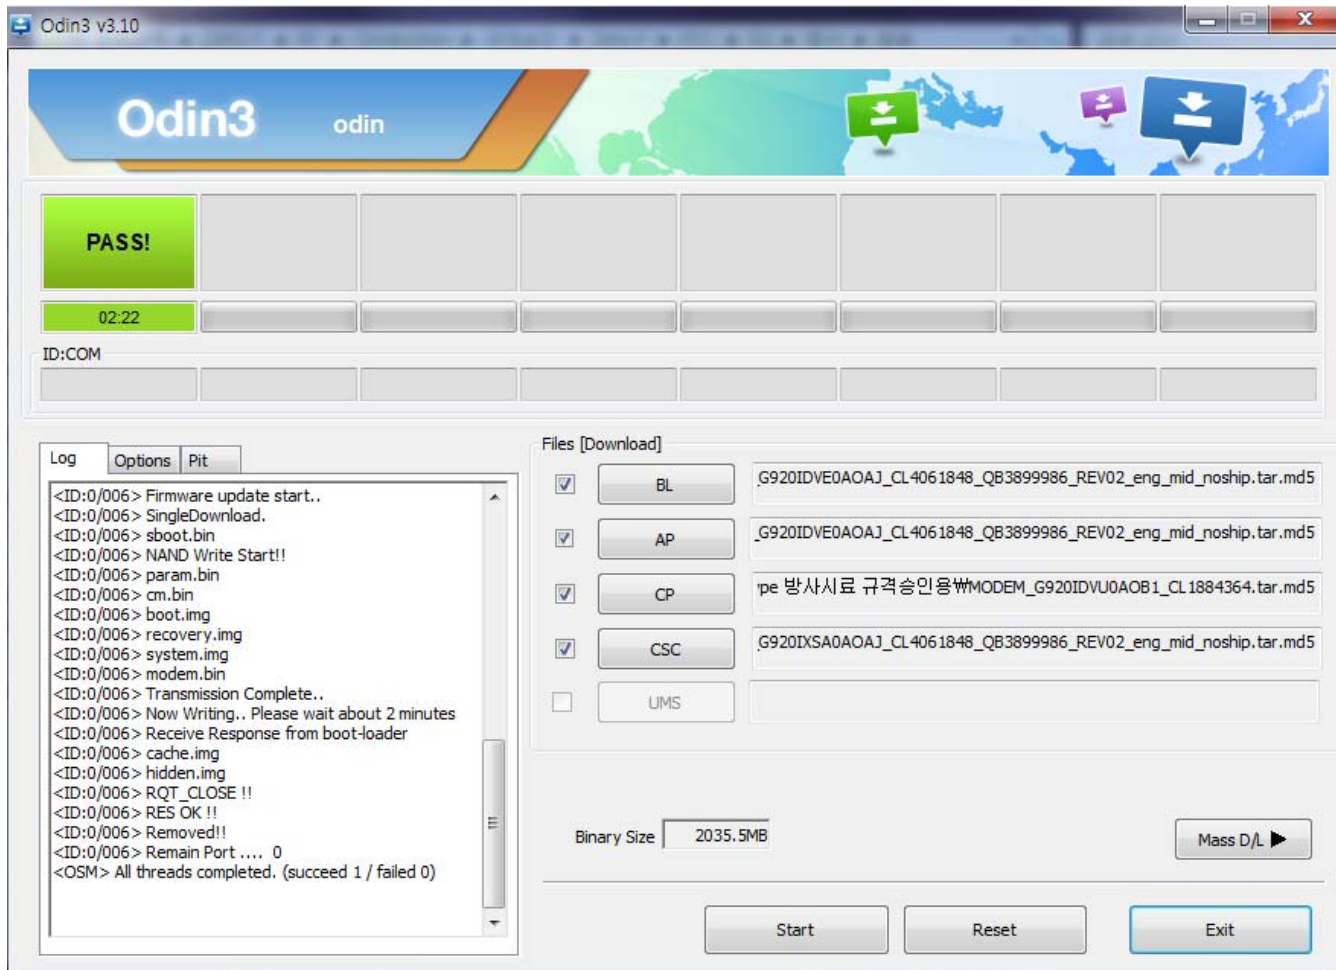 Odin3 v3.10
Odin3 odin
PASS!
02:22
ID:COM
Log Options Pit
<ID:0/006> Firmware update start..
<ID:0/006> SingleDownload.
<ID:0/006> sboot.bin
<ID:0/006> NAND Write Start!!
<ID:0/006> param.bin
<ID:0/006> cm.bin
<ID:0/006> boot.img
<ID:0/006> recovery.img
<ID:0/006> system.img
<ID:0/006> modem.bin
<ID:0/006> Transmission Complete..
<ID:0/006> Now Writing.. Please wait about 2 minutes
<ID:0/006> Receive Response from boot-loader
<ID:0/006> cache.img
<ID:0/006> hidden.img
<ID:0/006> RQT_CLOSE !!
<ID:0/006> RES OK !!
<ID:0/006> Removed!!
<ID:0/006> Remain Port .... 0
<OSM> All threads completed. (succeed 1 / failed 0)
Files [Download]
BL _G920IDVE0AOAJ_CL4061848_QB3899986_REV02_eng_mid_noship.tar.md5
AP _G920IDVE0AOAJ_CL4061848_QB3899986_REV02_eng_mid_noship.tar.md5
CP pe 방사시료 규격승인용₩MODEM_G920IDVU0AOB1_CL1884364.tar.md5
CSC _G920IXSA0AOAJ_CL4061848_QB3899986_REV02_eng_mid_noship.tar.md5
UMS
Binary Size 2035.5MB
Mass D/L ▶
Start Reset Exit